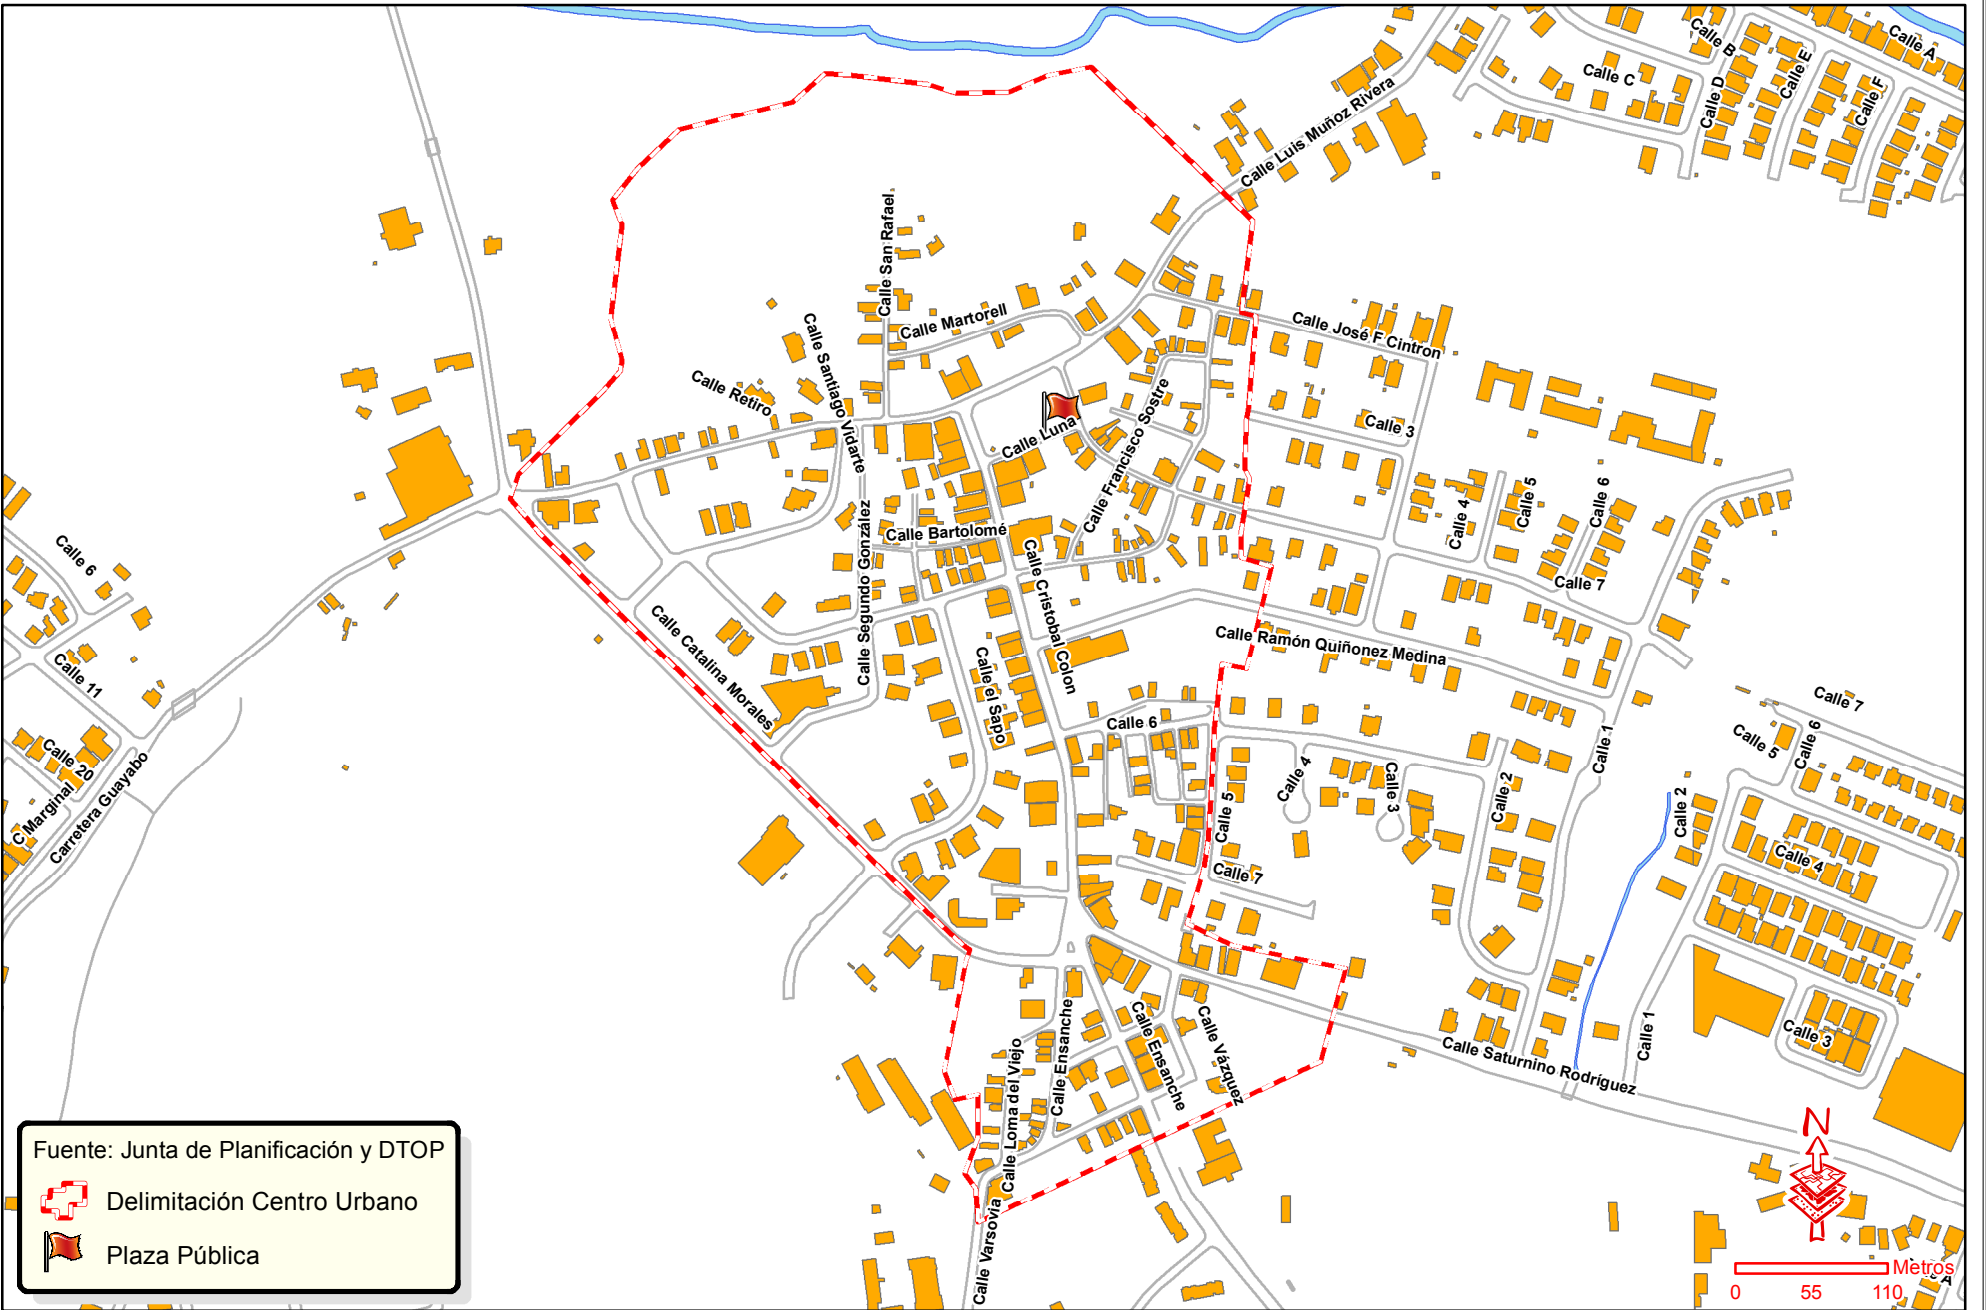 Calle A
Calle B
Calle C
Calle D
Calle E
Calle F
Calle Luis Muñoz Rivera
Calle San Rafael
Calle Martorell
Calle Santiago Vidarte
Calle Retiro
Calle José F Cintron
Calle Luna
Calle Francisco Sostre
Calle 3
Calle 4
Calle 5
Calle 6
Calle 7
Calle Bartolomé
Calle Segundo González
Calle Cristobal Colon
Calle Catalina Morales
Calle el Sapo
Calle Ramón Quiñonez Medina
Calle 6
Calle 11
Calle 20
C Marginal
Carretera Guayabo
Calle 6
Calle 5
Calle 4
Calle 3
Calle 2
Calle 1
Calle 7
Calle 7
Calle 5
Calle 6
Calle 2
Calle 4
Calle 3
Calle 1
Calle Saturnino Rodríguez
Calle Vázquez
Calle Ensanche
Calle Ensanche
Calle Loma del Viejo
Calle Varsovia
Fuente: Junta de Planificación y DTOP
Delimitación Centro Urbano
Plaza Pública
N
Metros
0 55 110